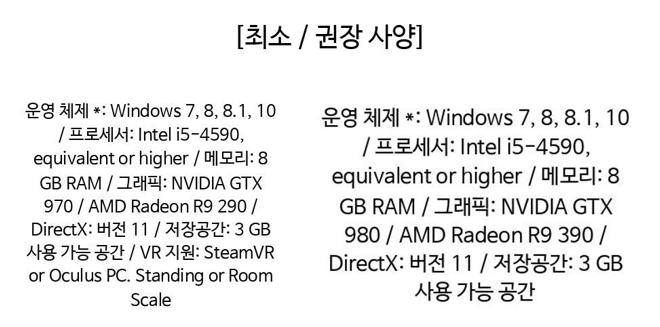 [최소 / 권장 사양]
운영 체제 *: Windows 7, 8, 8.1, 10
/ 프로세서: Intel i5-4590,
equivalent or higher / 메모리: 8
GB RAM / 그래픽: NVIDIA GTX
970 / AMD Radeon R9 290 /
DirectX: 버전 11 / 저장공간: 3 GB
사용 가능 공간 / VR 지원: SteamVR
or Oculus PC. Standing or Room
Scale
운영 체제 *: Windows 7, 8, 8.1, 10
/ 프로세서: Intel i5-4590,
equivalent or higher / 메모리: 8
GB RAM / 그래픽: NVIDIA GTX
980 / AMD Radeon R9 390 /
DirectX: 버전 11 / 저장공간: 3 GB
사용 가능 공간